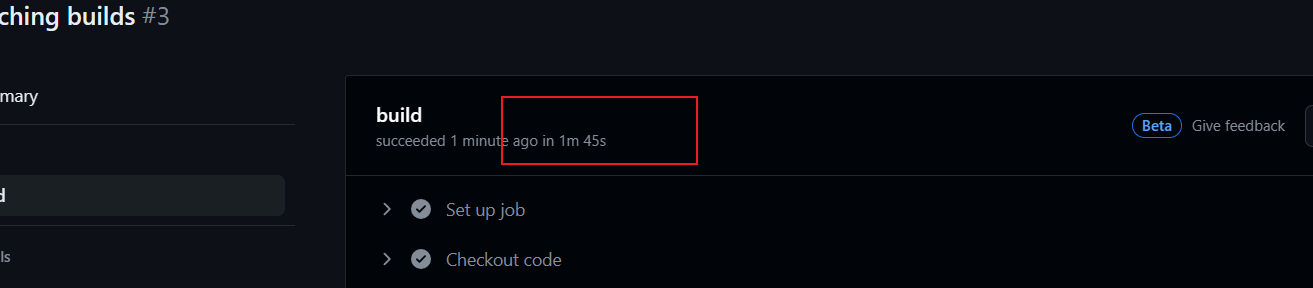 ching builds #3
mary
build
succeeded 1 minute ago in 1m 45s
Beta Give feedback
d
Set up job
ls
Checkout code